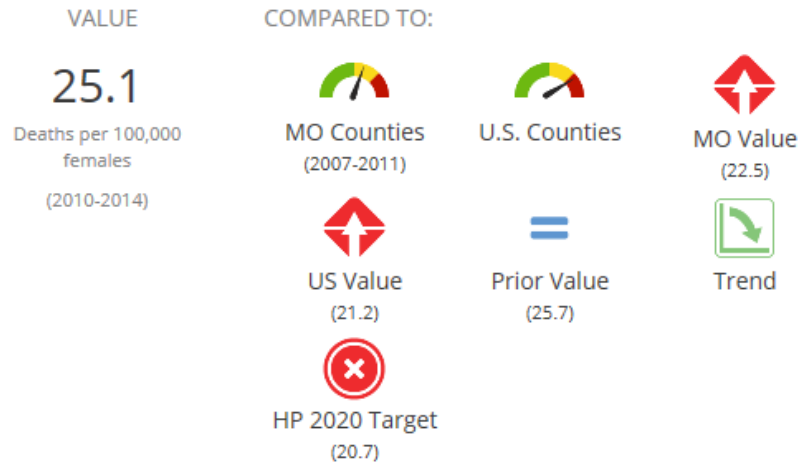 VALUE
COMPARED TO:
25.1
Deaths per 100,000
females
(2010-2014)
MO Counties
(2007-2011)
U.S. Counties
MO Value
(22.5)
US Value
(21.2)
Prior Value
(25.7)
Trend
HP 2020 Target
(20.7)